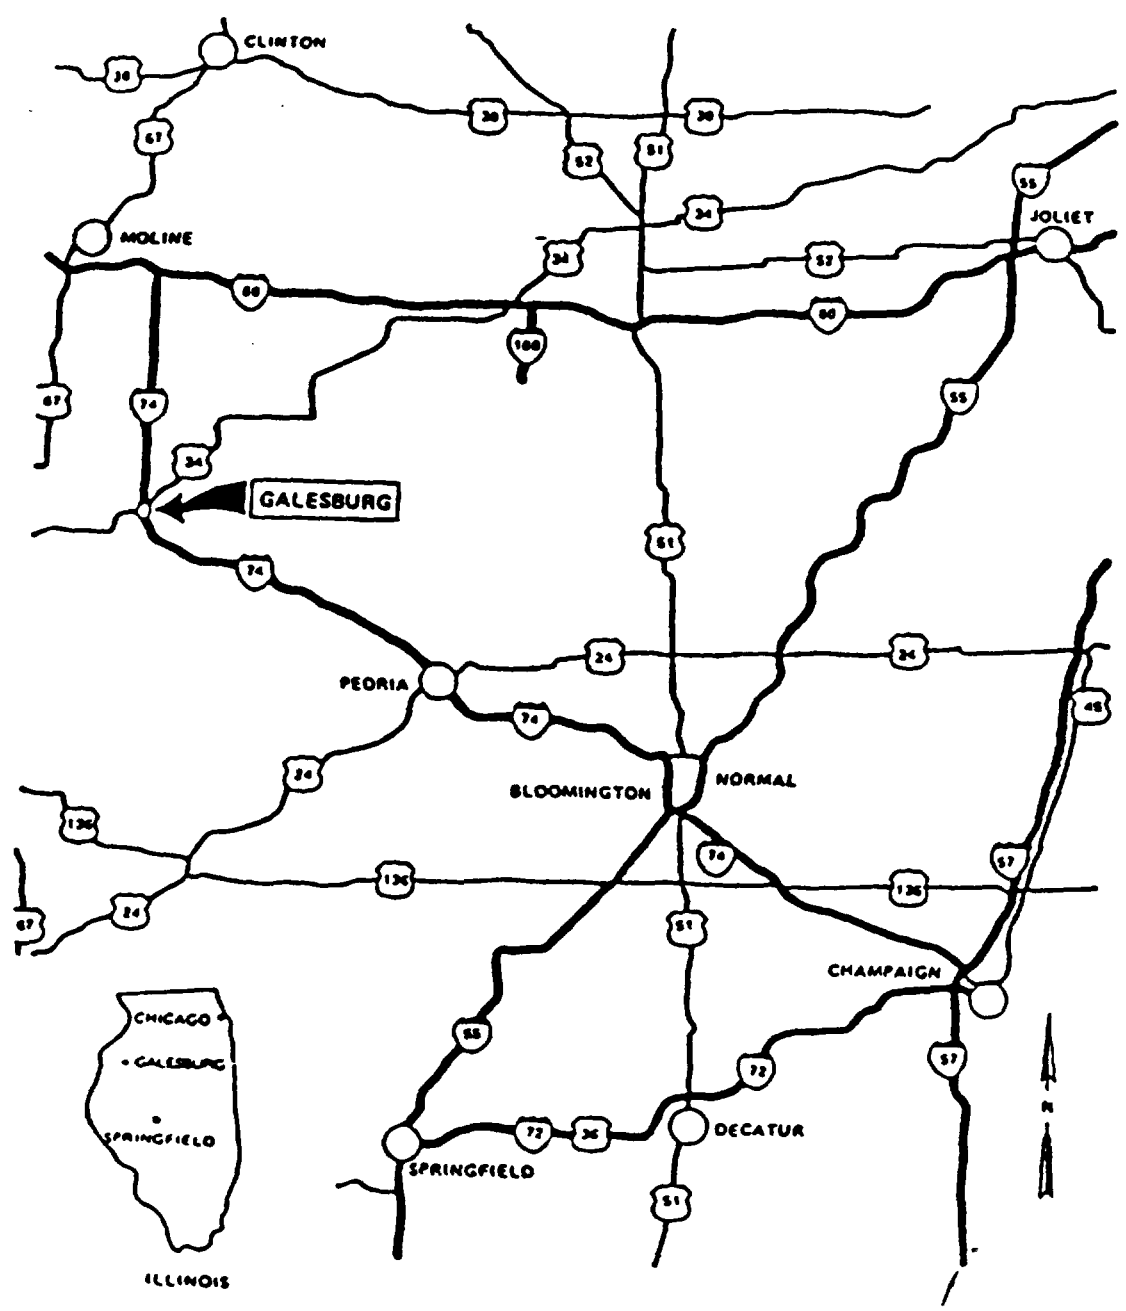 CLINTON
30
30
30
67
52
51
34
55
JOLIET
MOLINE
34
52
80
80
180
67
74
55
34
GALESBURG
51
74
24
24
PEORIA
45
74
24
BLOOMINGTON
NORMAL
136
74
57
136
136
67
24
51
CHAMPAIGN
CHICAGO
55
GALESBURG
57
72
N
SPRINGFIELD
72
36
DECATUR
SPRINGFIELD
51
ILLINOIS